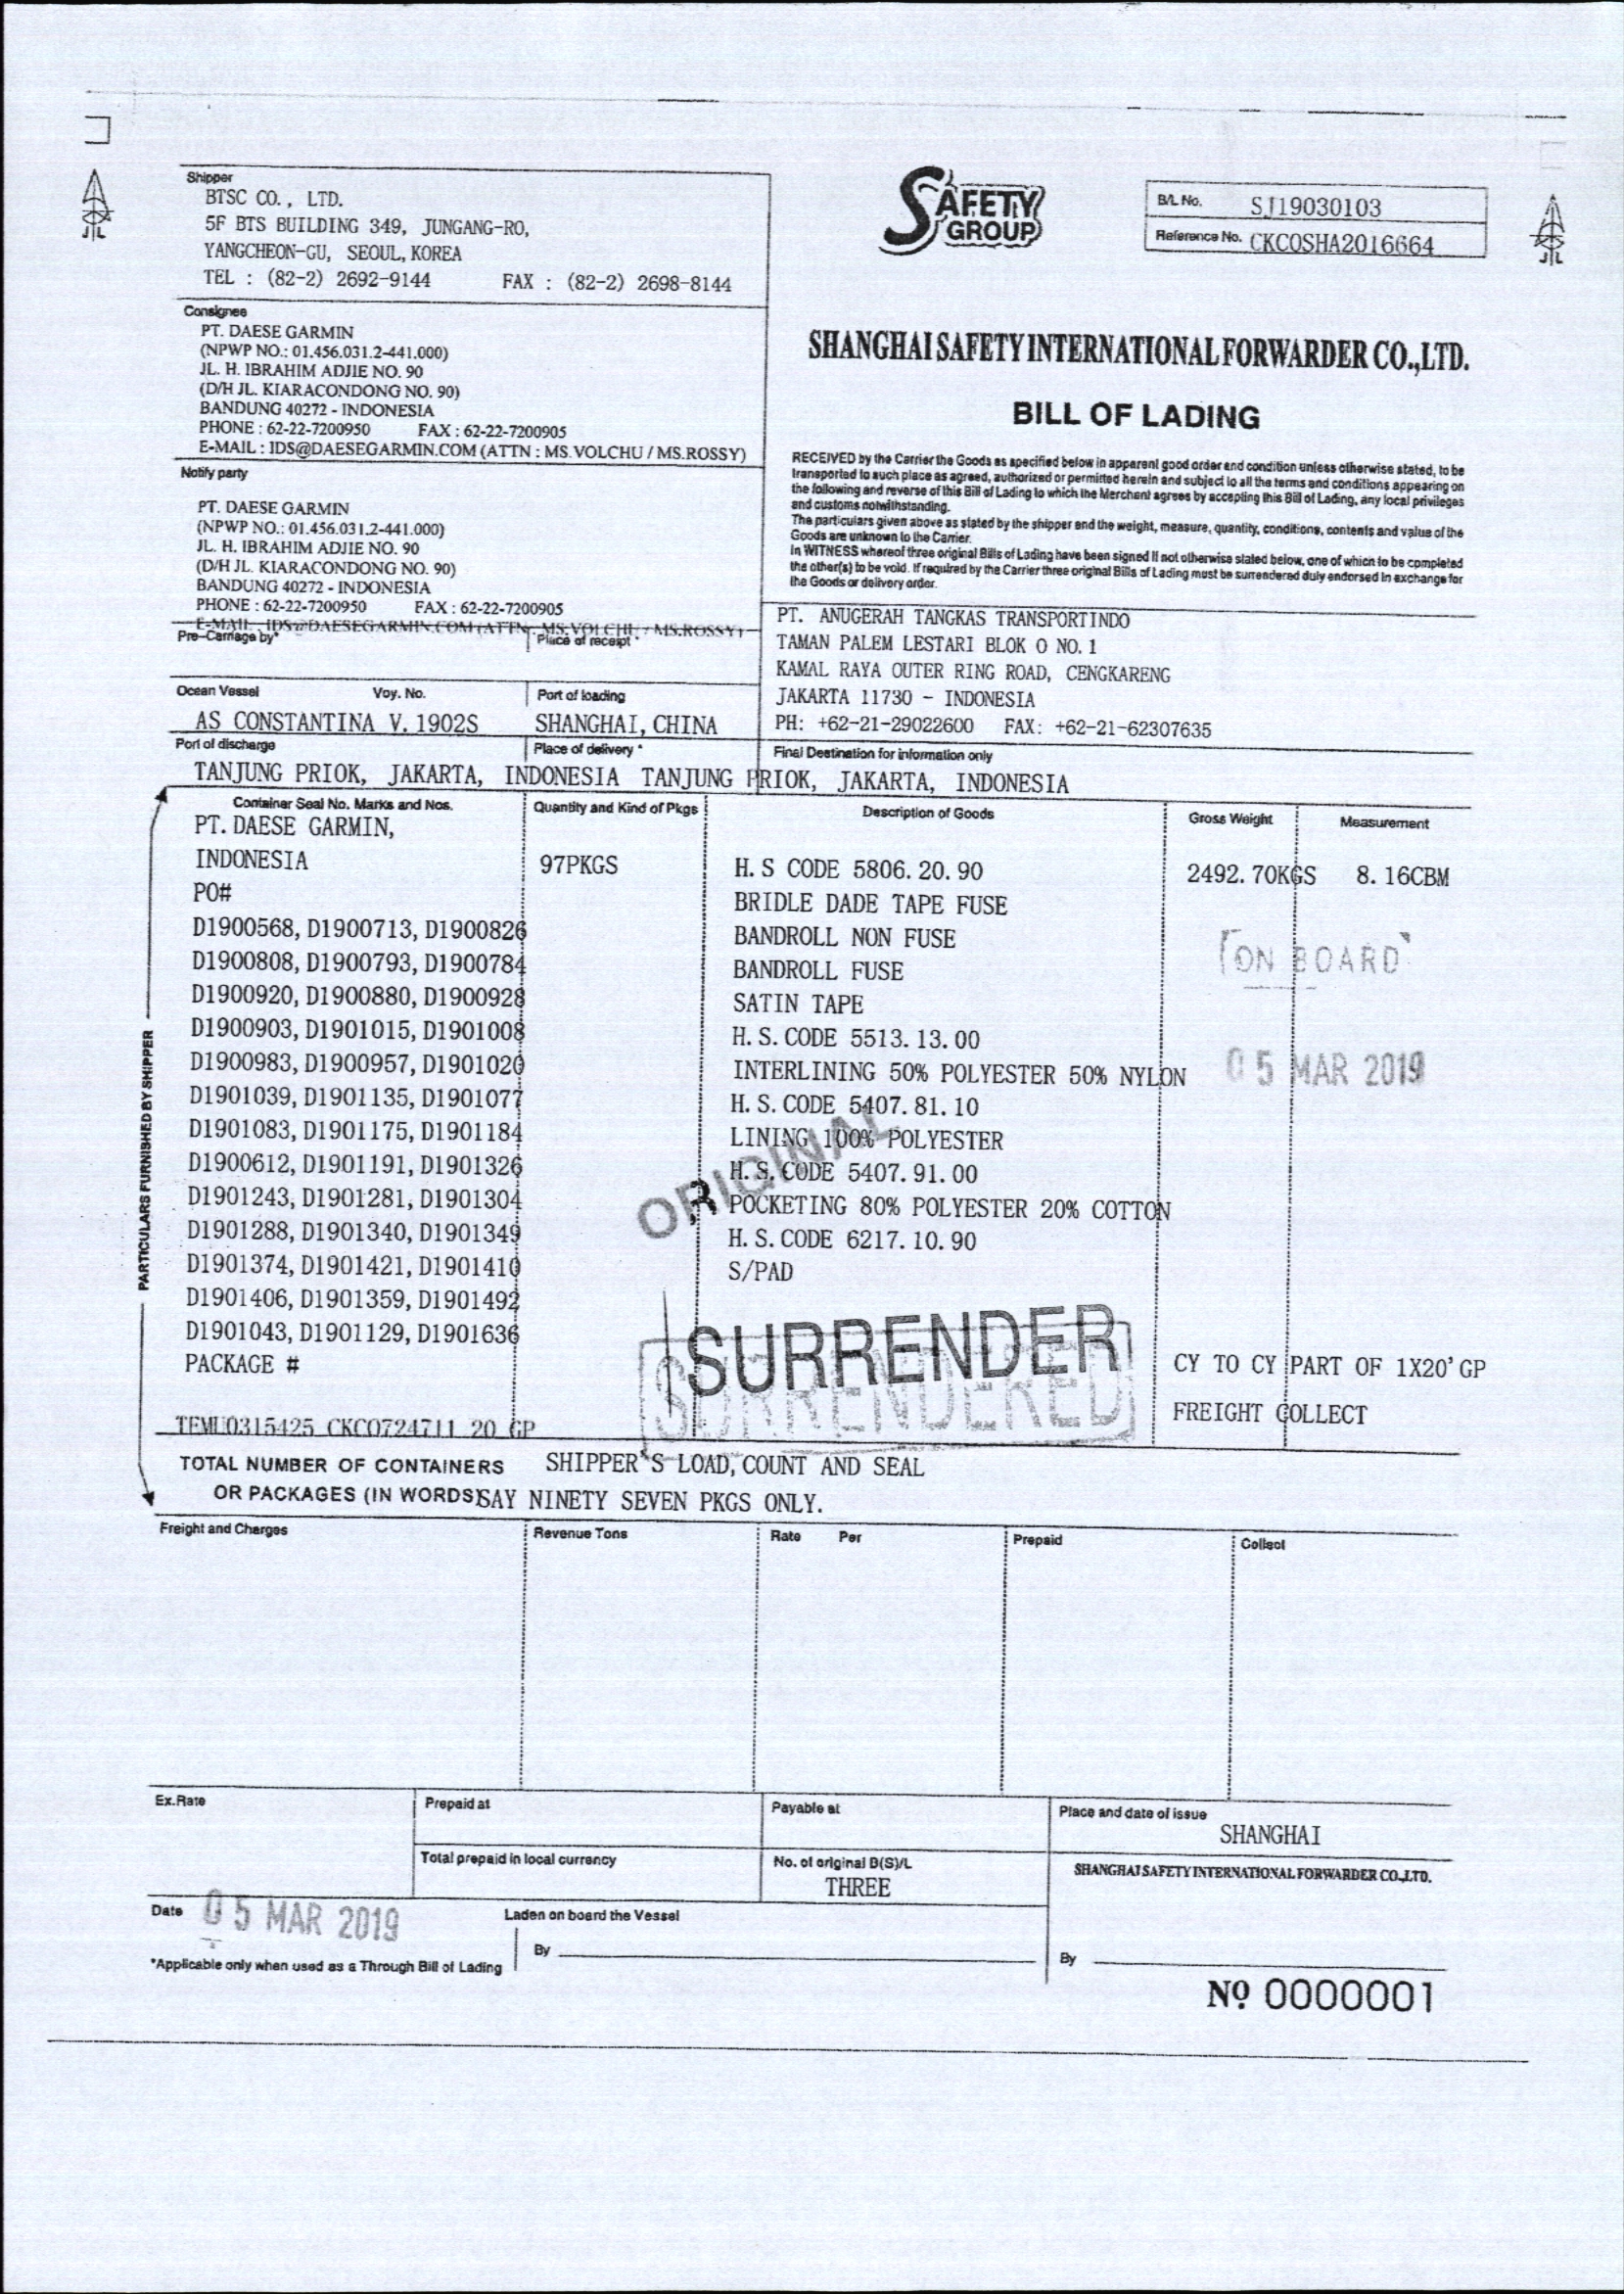 Shipper
BTSC CO., LTD.
5F BTS BUILDING 349, JUNGANG-RO,
YANGCHEON-GU, SEOUL, KOREA
TEL : (82-2) 2692-9144 FAX : (82-2) 2698-8144
SAFETY
GROUP
B/L No. SJ19030103
Reference No. CKCOSHA2016664
JL
JL
Consignee
PT. DAESE GARMIN
(NPWP NO.: 01.456.031.2-441.000)
JL. H. IBRAHIM ADJIE NO. 90
(D/H JL. KIARACONDONG NO. 90)
BANDUNG 40272 - INDONESIA
PHONE : 62-22-7200950 FAX : 62-22-7200905
E-MAIL : IDS@DAESEGARMIN.COM (ATTN : MS.VOLCHU / MS.ROSSY)
SHANGHAI SAFETY INTERNATIONAL FORWARDER CO.,LTD.
BILL OF LADING
RECEIVED by the Carrier the Goods as specified below in apparent good order and condition unless otherwise stated, to be
transported to such place as agreed, authorized or permitted herein and subject to all the terms and conditions appearing on
the following and reverse of this Bill of Lading to which the Merchant agrees by accepting this Bill of Lading, any local privileges
and customs notwithstanding.
The particulars given above as stated by the shipper and the weight, measure, quantity, conditions, contents and value of the
Goods are unknown to the Carrier.
In WITNESS whereof three original Bills of Lading have been signed if not otherwise stated below, one of which to be completed
the other(s) to be void. If required by the Carrier three original Bills of Lading must be surrendered duly endorsed in exchange for
the Goods or delivery order.
Notify party
PT. DAESE GARMIN
(NPWP NO.: 01.456.031.2-441.000)
JL. H. IBRAHIM ADJIE NO. 90
(D/H JL. KIARACONDONG NO. 90)
BANDUNG 40272 - INDONESIA
PHONE : 62-22-7200950 FAX : 62-22-7200905
E-MAIL : IDS@DAESEGARMIN.COM (ATTN : MS.VOLCHU / MS.ROSSY)
Pre-Carriage by* Place of receipt *
PT. ANUGERAH TANGKAS TRANSPORTINDO
TAMAN PALEM LESTARI BLOK O NO. 1
KAMAL RAYA OUTER RING ROAD, CENGKARENG
JAKARTA 11730 - INDONESIA
PH: +62-21-29022600 FAX: +62-21-62307635
Ocean Vessel Voy. No. Port of loading
AS CONSTANTINA V. 1902S SHANGHAI, CHINA
Port of discharge Place of delivery * Final Destination for information only
TANJUNG PRIOK, JAKARTA, INDONESIA TANJUNG PRIOK, JAKARTA, INDONESIA
Container Seal No. Marks and Nos. Quantity and Kind of Pkgs Description of Goods Gross Weight Measurement
PARTICULARS FURNISHED BY SHIPPER
PT. DAESE GARMIN,
INDONESIA 97PKGS H. S CODE 5806. 20. 90 2492. 70KGS 8. 16CBM
PO# BRIDLE DADE TAPE FUSE
D1900568, D1900713, D1900826 BANDROLL NON FUSE
ON BOARD
D1900808, D1900793, D1900784 BANDROLL FUSE
D1900920, D1900880, D1900928 SATIN TAPE
D1900903, D1901015, D1901008 H. S. CODE 5513. 13. 00
D1900983, D1900957, D1901020 INTERLINING 50% POLYESTER 50% NYLON
05 MAR 2019
D1901039, D1901135, D1901077 H. S. CODE 5407. 81. 10
D1901083, D1901175, D1901184 LINING 100% POLYESTER
D1900612, D1901191, D1901326 H. S. CODE 5407. 91. 00
D1901243, D1901281, D1901304 POCKETING 80% POLYESTER 20% COTTON
D1901288, D1901340, D1901349 H. S. CODE 6217. 10. 90
D1901374, D1901421, D1901410 S/PAD
ORIGINAL
D1901406, D1901359, D1901492
D1901043, D1901129, D1901636
SURRENDER
SURRENDERED
PACKAGE # CY TO CY PART OF 1X20' GP
FREIGHT COLLECT
TEMU0315425 CKCO724711 20 GP
TOTAL NUMBER OF CONTAINERS SHIPPER'S LOAD, COUNT AND SEAL
OR PACKAGES (IN WORDS) SAY NINETY SEVEN PKGS ONLY.
Freight and Charges Revenue Tons Rate Per Prepaid Collect
Ex.Rate Prepaid at Payable at Place and date of issue
SHANGHAI
Total prepaid in local currency No. of original B(S)/L
THREE
SHANGHAI SAFETY INTERNATIONAL FORWARDER CO.,LTD.
Date 05 MAR 2019 Laden on board the Vessel
By By
*Applicable only when used as a Through Bill of Lading
Nº 0000001